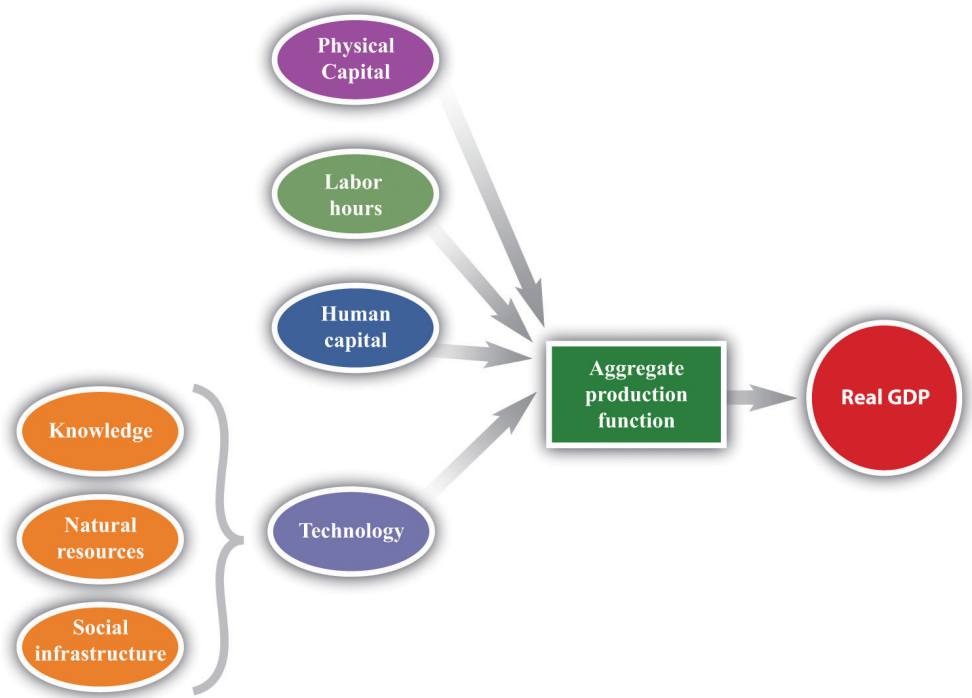 Physical
Capital
Labor
hours
Human
capital
Aggregate
production
function
Real GDP
Knowledge
Natural
resources
Social
infrastructure
Technology